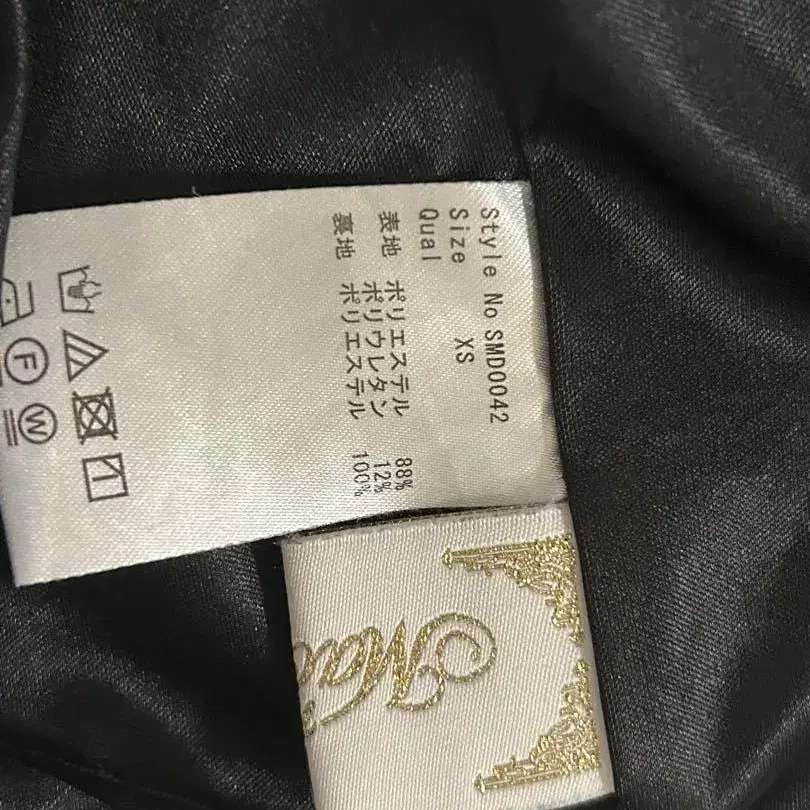 Style No SMD0042
Size XS
Qual
表地 ポリエステル 88%
ポリウレタン 12%
裏地 ポリエステル 100%
F
W